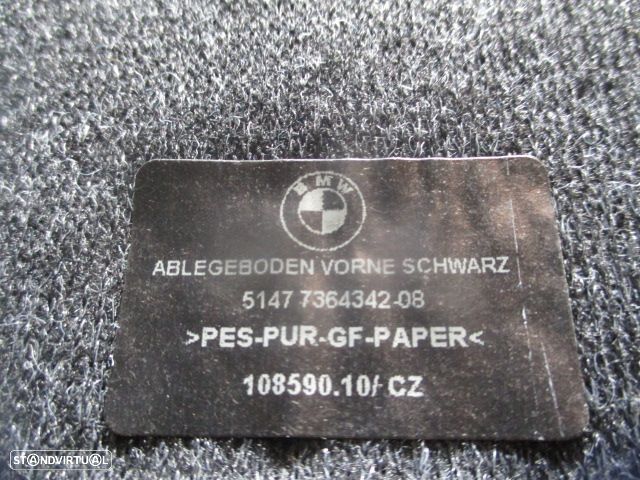 BMW
ABLEGEBODEN VORNE SCHWARZ
5147 7364342-08
>PES-PUR-GF-PAPER<
108590.10/ CZ
STANDVIRTUAL